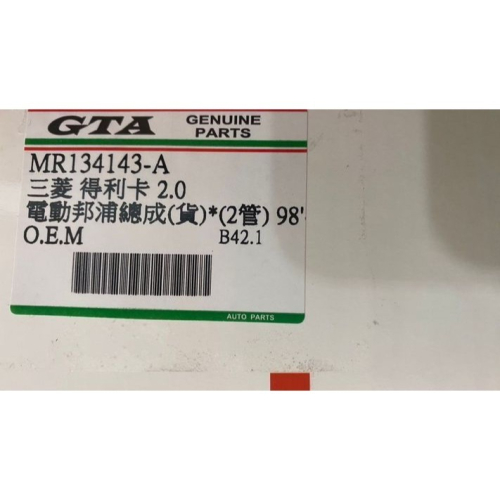 GTA GENUINE PARTS
MR134143-A
三菱 得利卡 2.0
電動邦浦總成(貨)*(2管) 98'
O.E.M B42.1
AUTO PARTS